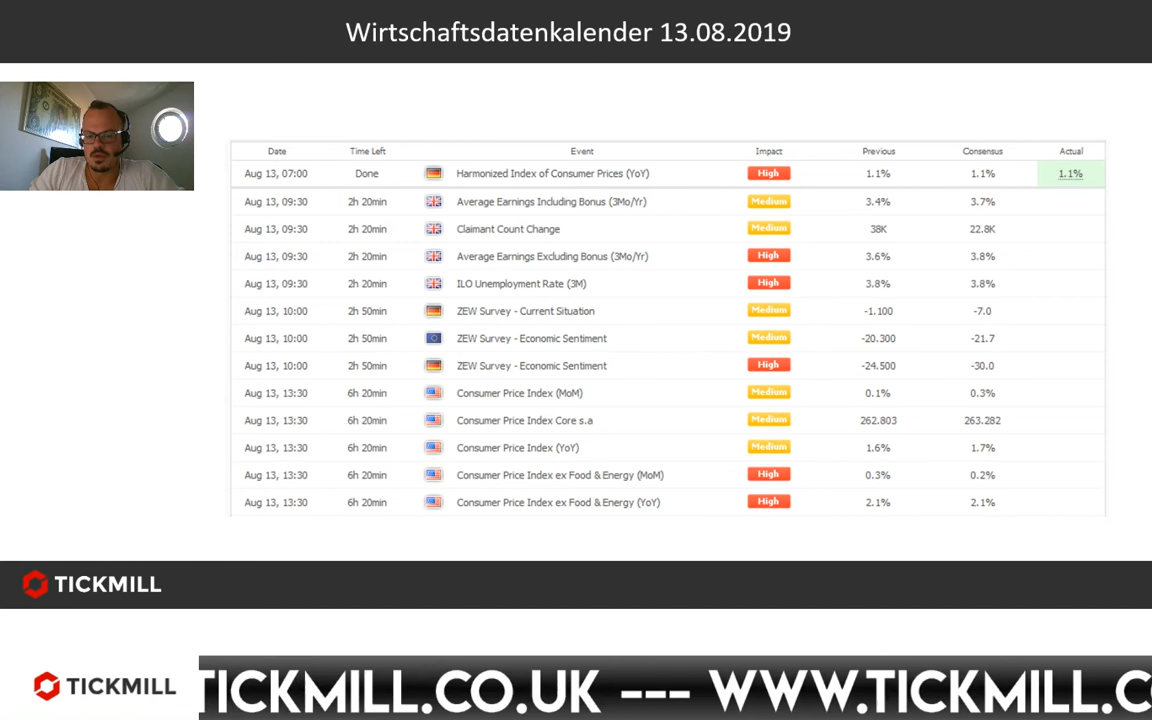 Wirtschaftsdatenkalender 13.08.2019
Date Time Left Event Impact Previous Consensus Actual
Aug 13, 07:00 Done Harmonized Index of Consumer Prices (YoY) High 1.1% 1.1% 1.1%
Aug 13, 09:30 2h 20min Average Earnings Including Bonus (3Mo/Yr) Medium 3.4% 3.7%
Aug 13, 09:30 2h 20min Claimant Count Change Medium 38K 22.8K
Aug 13, 09:30 2h 20min Average Earnings Excluding Bonus (3Mo/Yr) High 3.6% 3.8%
Aug 13, 09:30 2h 20min ILO Unemployment Rate (3M) High 3.8% 3.8%
Aug 13, 10:00 2h 50min ZEW Survey - Current Situation Medium -1.100 -7.0
Aug 13, 10:00 2h 50min ZEW Survey - Economic Sentiment Medium -20.300 -21.7
Aug 13, 10:00 2h 50min ZEW Survey - Economic Sentiment High -24.500 -30.0
Aug 13, 13:30 6h 20min Consumer Price Index (MoM) Medium 0.1% 0.3%
Aug 13, 13:30 6h 20min Consumer Price Index Core s.a Medium 262.803 263.282
Aug 13, 13:30 6h 20min Consumer Price Index (YoY) Medium 1.6% 1.7%
Aug 13, 13:30 6h 20min Consumer Price Index ex Food & Energy (MoM) High 0.3% 0.2%
Aug 13, 13:30 6h 20min Consumer Price Index ex Food & Energy (YoY) High 2.1% 2.1%
TICKMILL
TICKMILL
TICKMILL.CO.UK --- WWW.TICKMILL.C